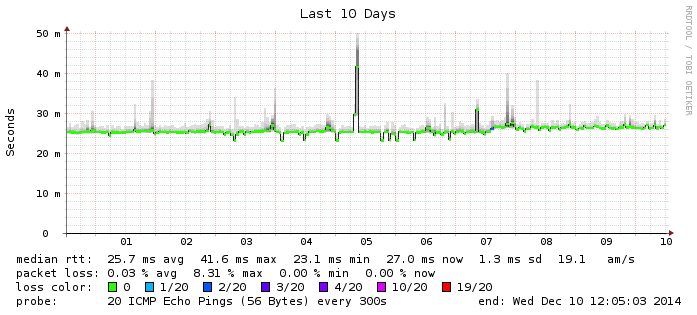 Last 10 Days
RRDTOOL / TOBI OETIKER
Seconds
50 m
40 m
30 m
20 m
10 m
0
01 02 03 04 05 06 07 08 09 10
median rtt: 25.7 ms avg 41.6 ms max 23.1 ms min 27.0 ms now 1.3 ms sd 19.1 am/s
packet loss: 0.03 % avg 8.31 % max 0.00 % min 0.00 % now
loss color: 0 1/20 2/20 3/20 4/20 10/20 19/20
probe: 20 ICMP Echo Pings (56 Bytes) every 300s end: Wed Dec 10 12:05:03 2014